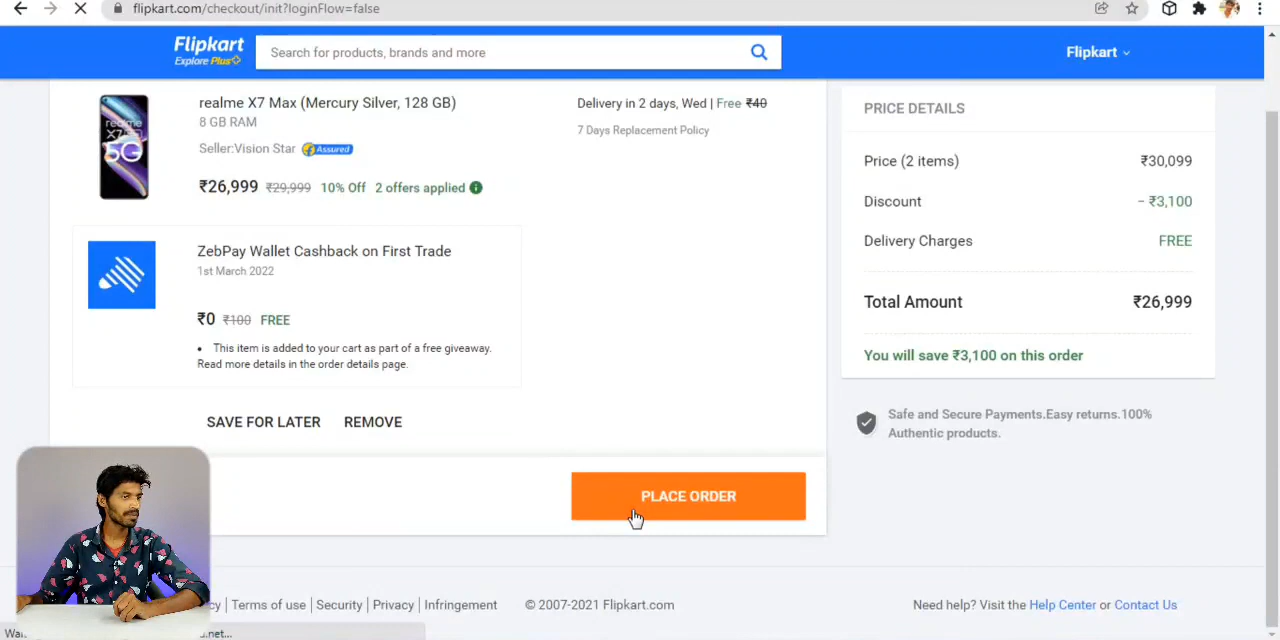 flipkart.com/checkout/init?loginFlow=false
Flipkart
Explore Plus
Search for products, brands and more
Flipkart
realme X7 Max (Mercury Silver, 128 GB)
8 GB RAM
Seller:Vision Star Assured
₹26,999 ₹29,999 10% Off 2 offers applied
Delivery in 2 days, Wed | Free ₹40
7 Days Replacement Policy
realme
X7
5G
ZebPay Wallet Cashback on First Trade
1st March 2022
₹0 ₹100 FREE
• This item is added to your cart as part of a free giveaway.
Read more details in the order details page.
SAVE FOR LATER REMOVE
PLACE ORDER
PRICE DETAILS
Price (2 items) ₹30,099
Discount − ₹3,100
Delivery Charges FREE
Total Amount ₹26,999
You will save ₹3,100 on this order
Safe and Secure Payments.Easy returns.100%
Authentic products.
Terms of use | Security | Privacy | Infringement © 2007-2021 Flipkart.com Need help? Visit the Help Center or Contact Us